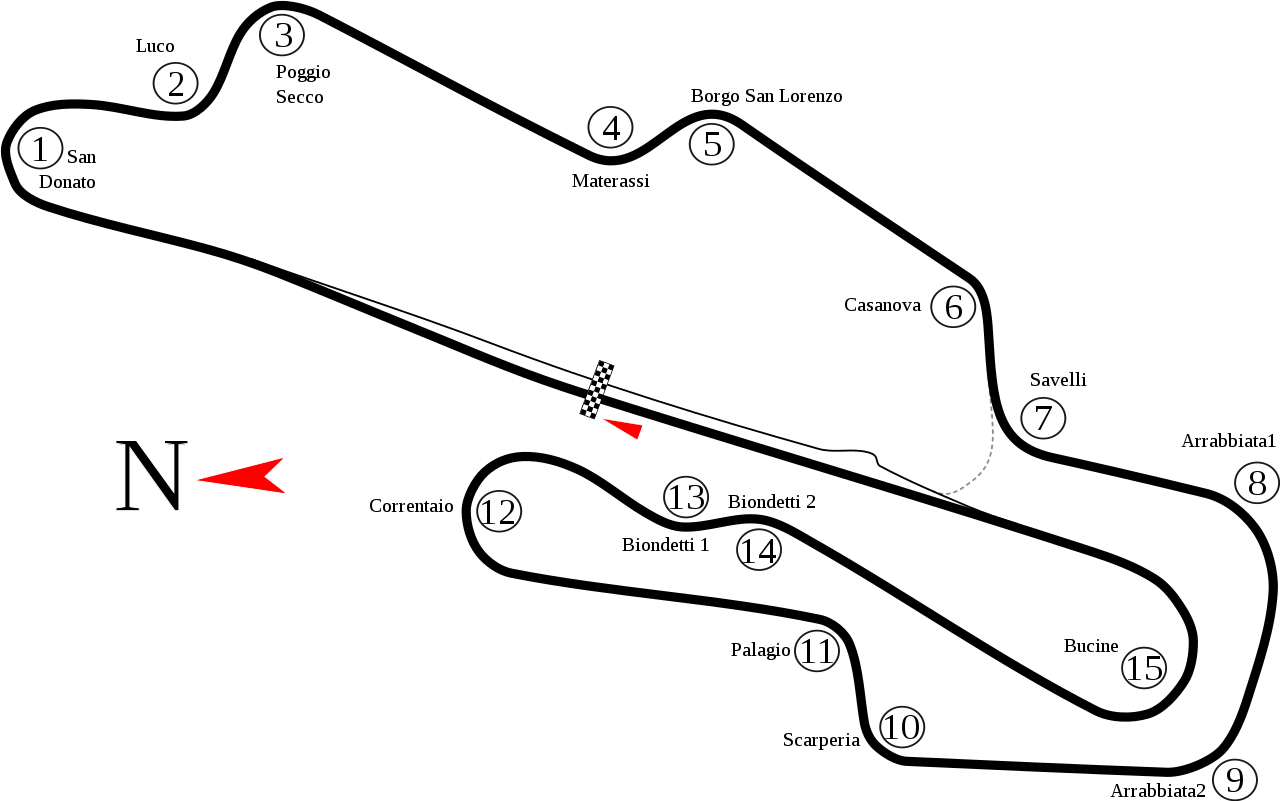 3
Luco
Poggio
Secco
2
Borgo San Lorenzo
4
5
1
San
Donato
Materassi
Casanova
6
Savelli
7
Arrabbiata1
8
N
Correntaio
12
13
Biondetti 2
Biondetti 1
14
Palagio
11
Bucine
15
10
Scarperia
9
Arrabbiata2